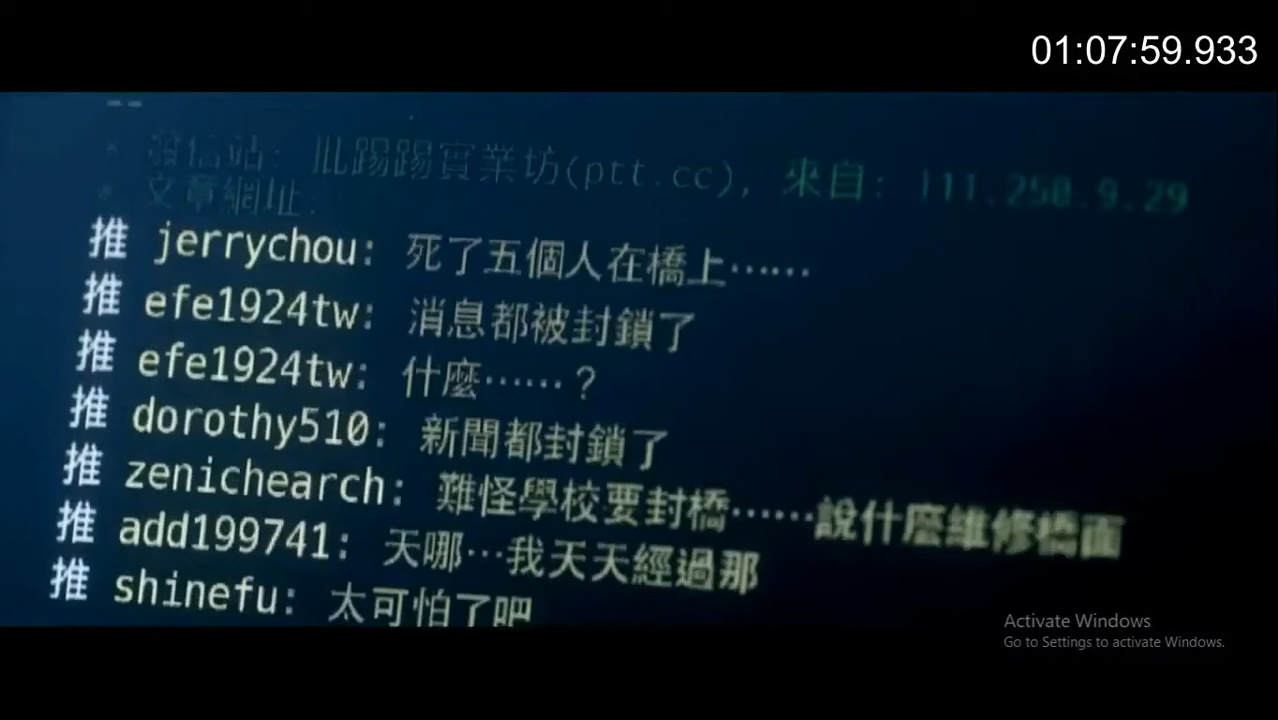 01:07:59.933
--
※ 發信站: 批踢踢實業坊(ptt.cc), 來自: 111.250.9.29
※ 文章網址:
推 jerrychou: 死了五個人在橋上……
推 efe1924tw: 消息都被封鎖了
推 efe1924tw: 什麼……?
推 dorothy510: 新聞都封鎖了
推 zenichearch: 難怪學校要封橋……說什麼維修橋面
推 add199741: 天哪…我天天經過那
推 shinefu: 太可怕了吧
Activate Windows
Go to Settings to activate Windows.